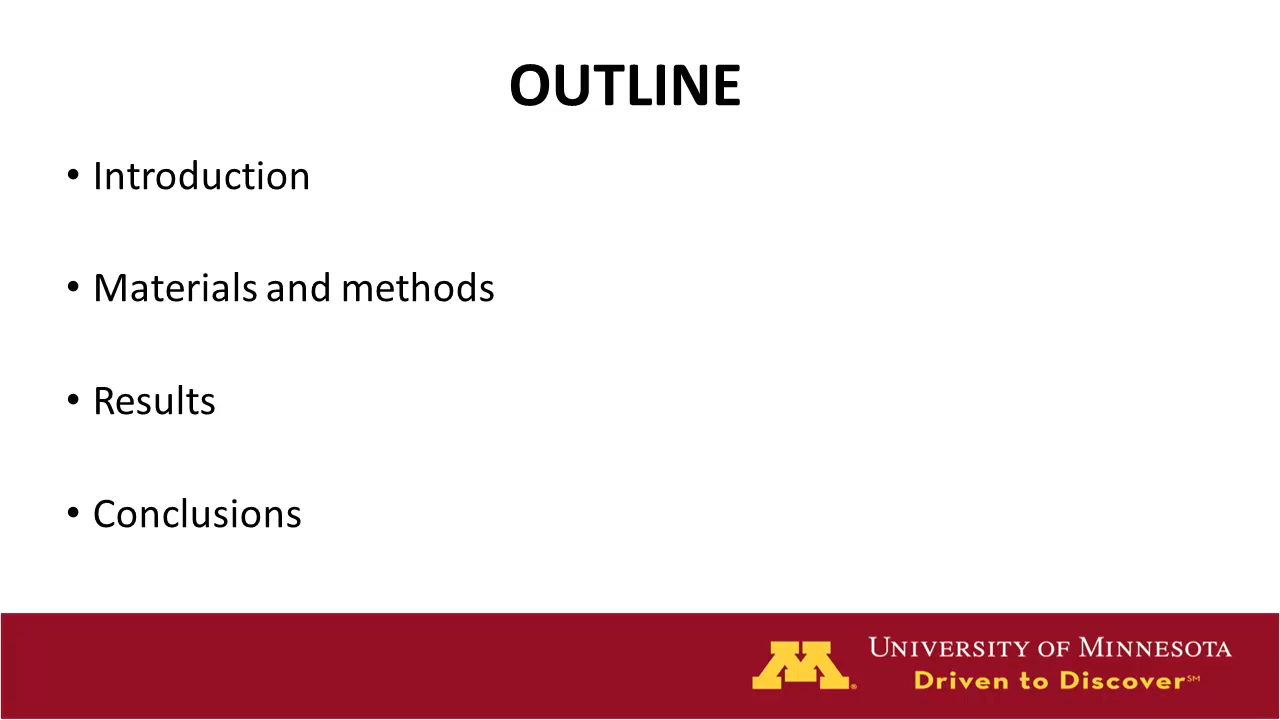 OUTLINE
• Introduction
• Materials and methods
• Results
• Conclusions
M®
UNIVERSITY OF MINNESOTA
Driven to Discover℠